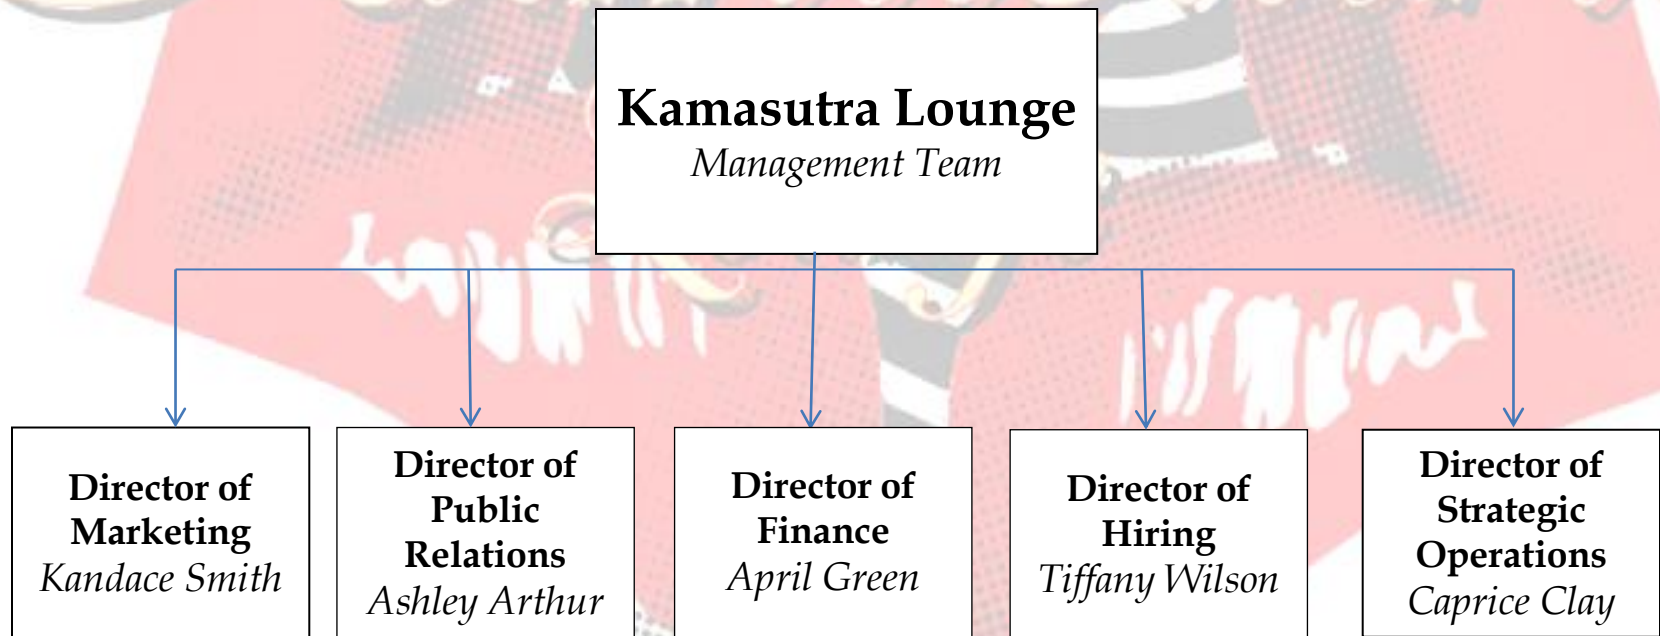 Kamasutra Lounge
Management Team
Director of
Marketing
Kandace Smith
Director of
Public
Relations
Ashley Arthur
Director of
Finance
April Green
Director of
Hiring
Tiffany Wilson
Director of
Strategic
Operations
Caprice Clay